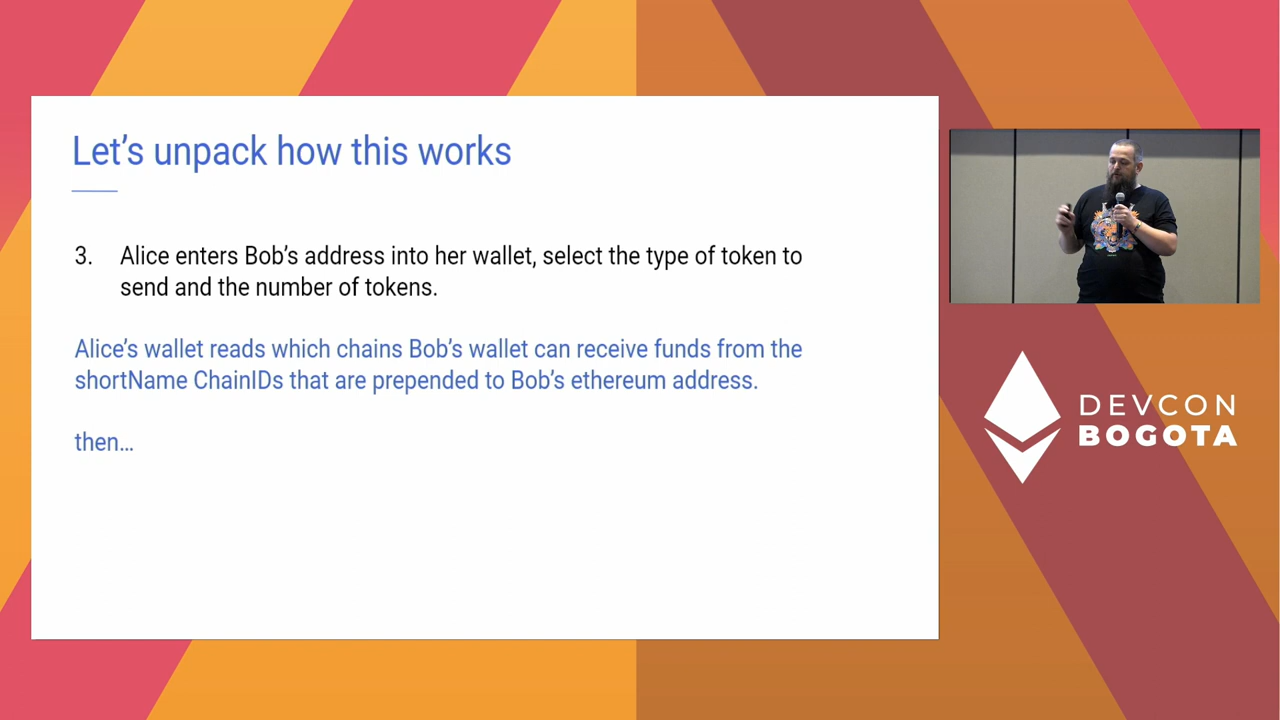 Let’s unpack how this works
3. Alice enters Bob’s address into her wallet, select the type of token to
send and the number of tokens.
Alice’s wallet reads which chains Bob’s wallet can receive funds from the
shortName ChainIDs that are prepended to Bob’s ethereum address.
then…
DEVCON
BOGOTA